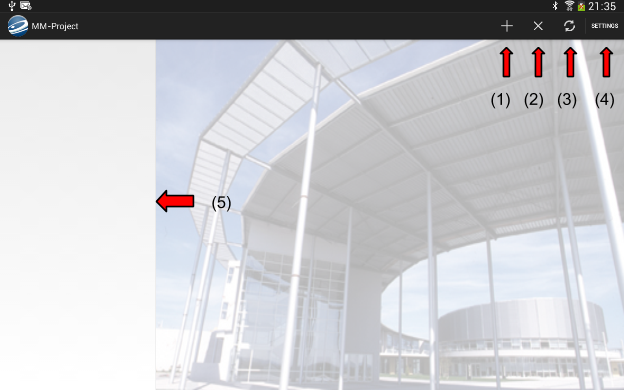 21:35
MM-Project
SETTINGS
(1) (2) (3) (4)
(5)